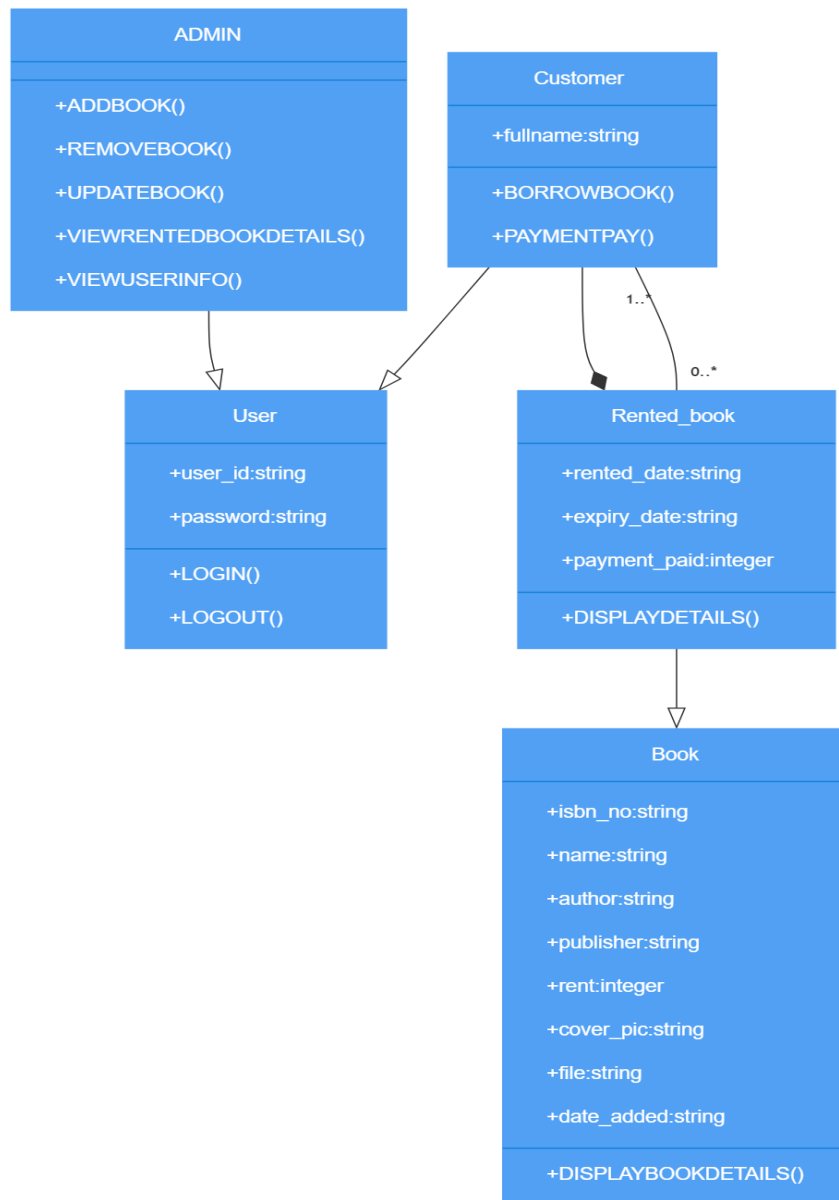 ADMIN
+ADDBOOK()
+REMOVEBOOK()
+UPDATEBOOK()
+VIEWRENTEDBOOKDETAILS()
+VIEWUSERINFO()
Customer
+fullname:string
+BORROWBOOK()
+PAYMENTPAY()
1..*
0..*
User
+user_id:string
+password:string
+LOGIN()
+LOGOUT()
Rented_book
+rented_date:string
+expiry_date:string
+payment_paid:integer
+DISPLAYDETAILS()
Book
+isbn_no:string
+name:string
+author:string
+publisher:string
+rent:integer
+cover_pic:string
+file:string
+date_added:string
+DISPLAYBOOKDETAILS()